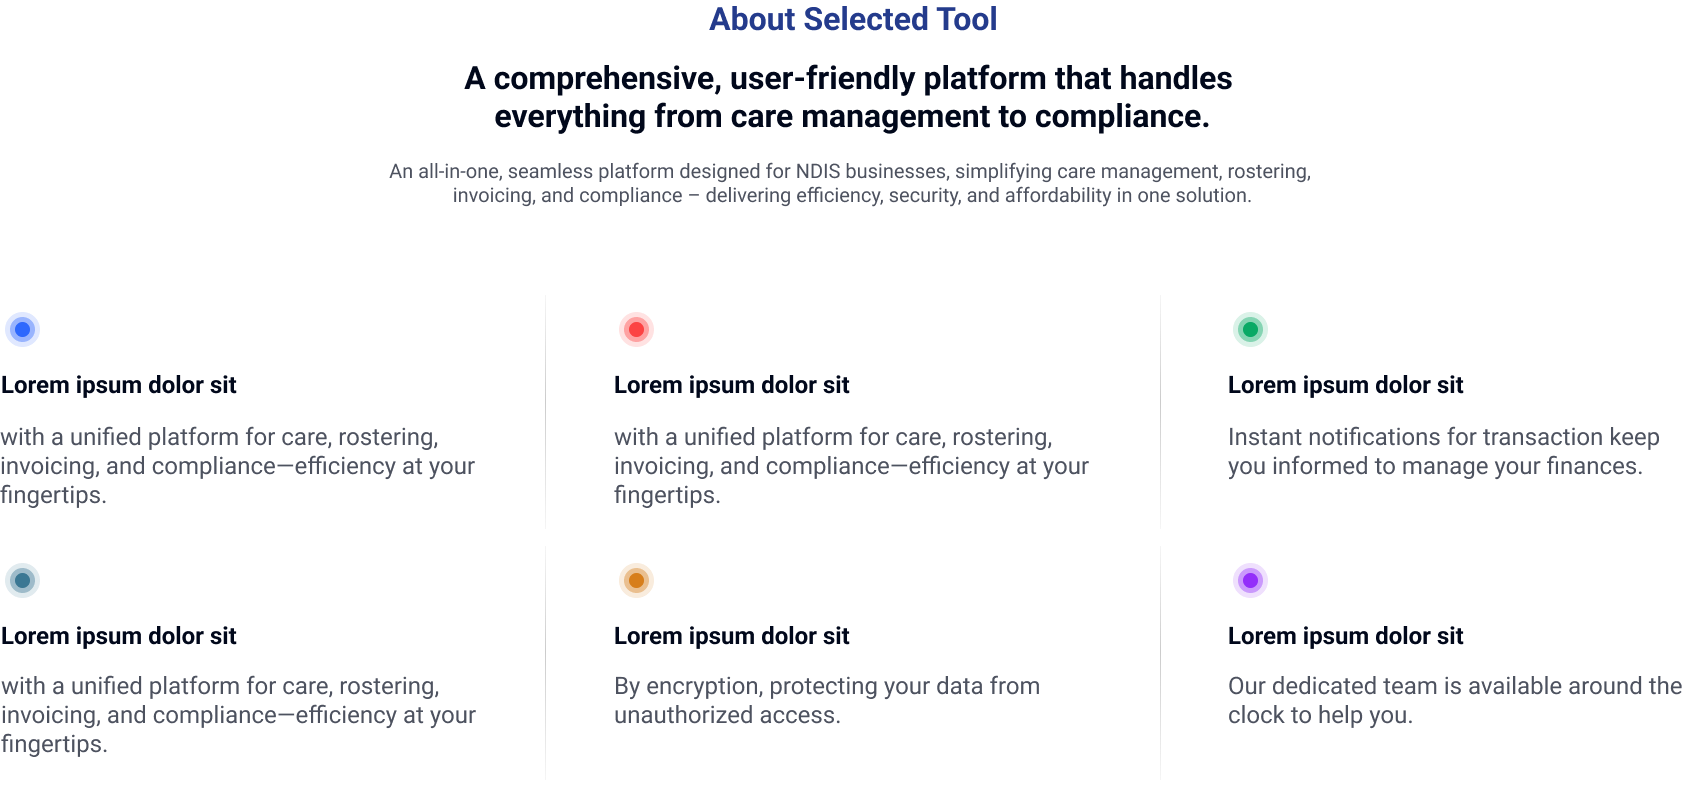 About Selected Tool
A comprehensive, user-friendly platform that handles
everything from care management to compliance.
An all-in-one, seamless platform designed for NDIS businesses, simplifying care management, rostering,
invoicing, and compliance – delivering efficiency, security, and affordability in one solution.
Lorem ipsum dolor sit
with a unified platform for care, rostering,
invoicing, and compliance—efficiency at your
fingertips.
Lorem ipsum dolor sit
with a unified platform for care, rostering,
invoicing, and compliance—efficiency at your
fingertips.
Lorem ipsum dolor sit
Instant notifications for transaction keep
you informed to manage your finances.
Lorem ipsum dolor sit
with a unified platform for care, rostering,
invoicing, and compliance—efficiency at your
fingertips.
Lorem ipsum dolor sit
By encryption, protecting your data from
unauthorized access.
Lorem ipsum dolor sit
Our dedicated team is available around the
clock to help you.